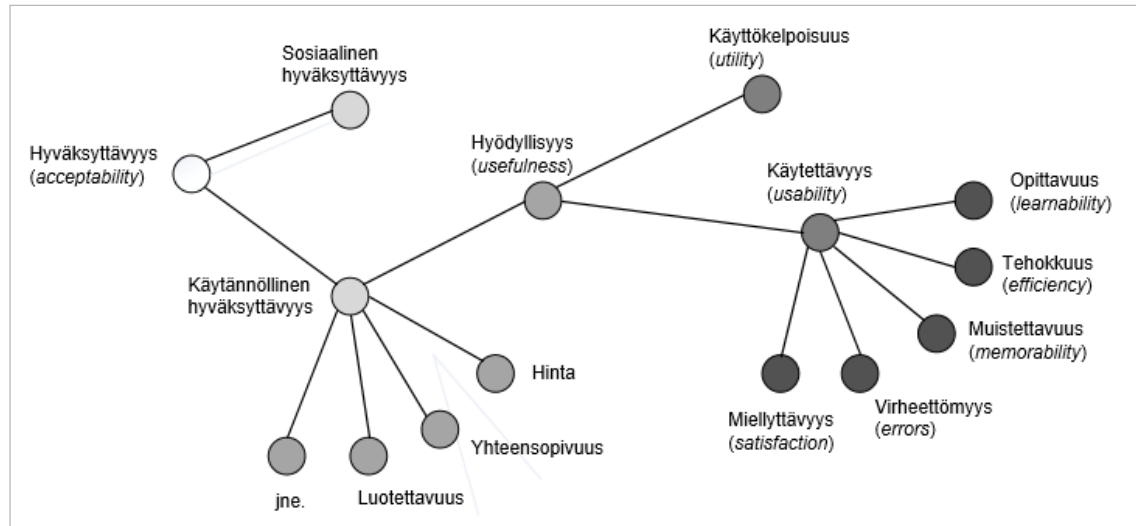 Sosiaalinen
hyväksyttävyys
Hyväksyttävyys
(acceptability)
Käytännöllinen
hyväksyttävyys
jne.
Luotettavuus
Yhteensopivuus
Hinta
Hyödyllisyys
(usefulness)
Käyttökelpoisuus
(utility)
Käytettävyys
(usability)
Opittavuus
(learnability)
Tehokkuus
(efficiency)
Muistettavuus
(memorability)
Virheettömyys
(errors)
Miellyttävyys
(satisfaction)